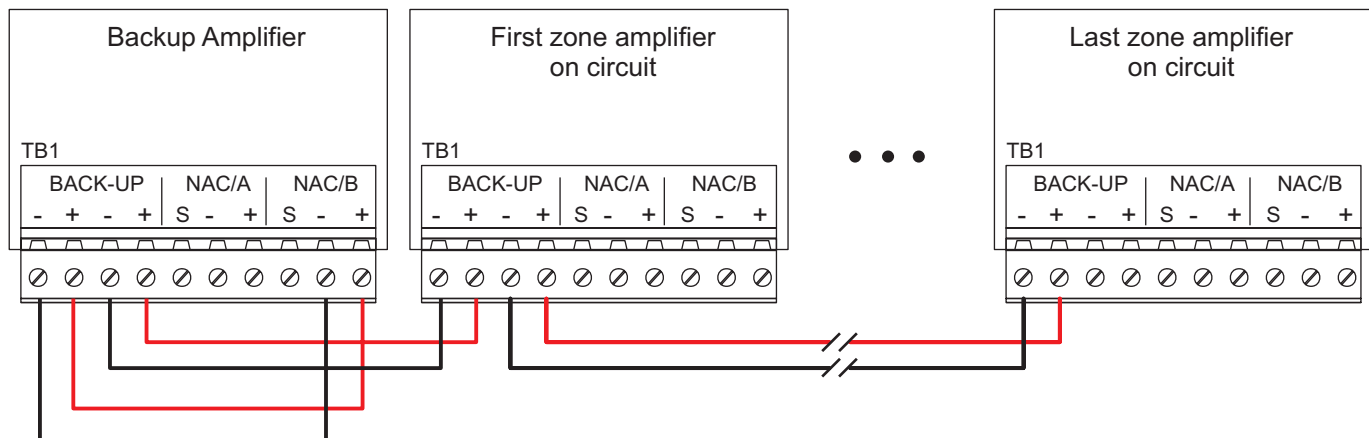 Backup Amplifier
TB1
BACK-UP NAC/A NAC/B
- + - + S - + S - +
First zone amplifier
on circuit
TB1
BACK-UP NAC/A NAC/B
- + - + S - + S - +
Last zone amplifier
on circuit
TB1
BACK-UP NAC/A NAC/B
- + - + S - + S - +